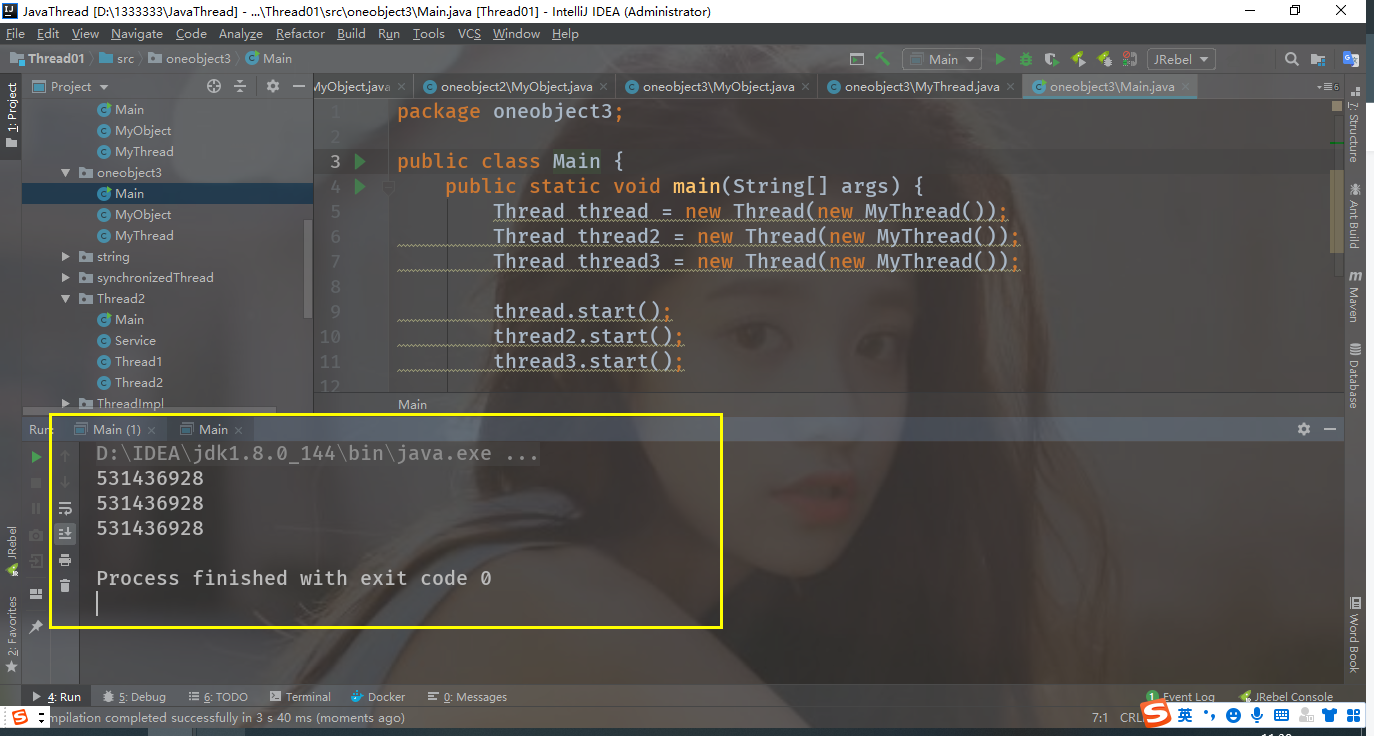 JavaThread [D:\1333333\JavaThread] - ...\Thread01\src\oneobject3\Main.java [Thread01] - IntelliJ IDEA (Administrator)
File Edit View Navigate Code Analyze Refactor Build Run Tools VCS Window Help
Thread01 src oneobject3 Main
Main JRebel
1: Project
Project
MyObject.java oneobject2\MyObject.java oneobject3\MyObject.java oneobject3\MyThread.java oneobject3\Main.java
6
Main
MyObject
MyThread
oneobject3
Main
MyObject
MyThread
string
synchronizedThread
Thread2
Main
Service
Thread1
Thread2
ThreadImpl
1 package oneobject3;
2
3 public class Main {
4 public static void main(String[] args) {
5 Thread thread = new Thread(new MyThread());
6 Thread thread2 = new Thread(new MyThread());
7 Thread thread3 = new Thread(new MyThread());
8
9 thread.start();
10 thread2.start();
11 thread3.start();
12
Main
7: Structure
Ant Build
m Maven
Database
Word Book
Run: Main (1) Main
D:\IDEA\jdk1.8.0_144\bin\java.exe ...
531436928
531436928
531436928
Process finished with exit code 0
JRebel
2: Favorites
4: Run 5: Debug 6: TODO Terminal Docker 0: Messages
1 Event Log JRebel Console
mpilation completed successfully in 3 s 40 ms (moments ago)
7:1 CRL
英